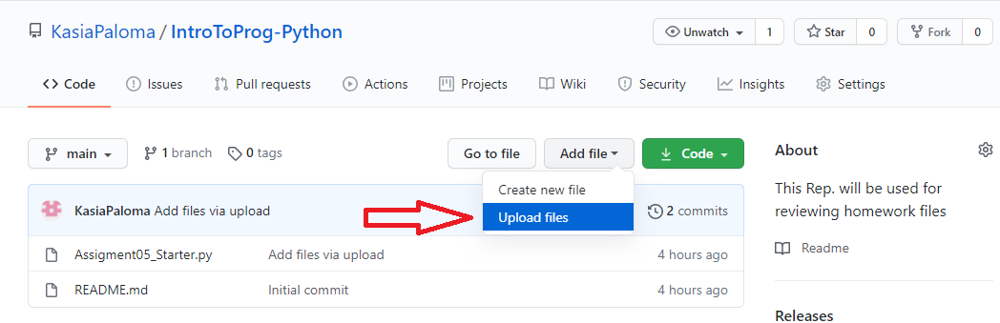 KasiaPaloma / IntroToProg-Python
Unwatch 1
Star 0
Fork 0
Code
Issues
Pull requests
Actions
Projects
Wiki
Security
Insights
Settings
main
1 branch
0 tags
Go to file
Add file
Code
Create new file
Upload files
KasiaPaloma Add files via upload
2 commits
Assigment05_Starter.py Add files via upload 4 hours ago
README.md Initial commit 4 hours ago
About
This Rep. will be used for
reviewing homework files
Readme
Releases